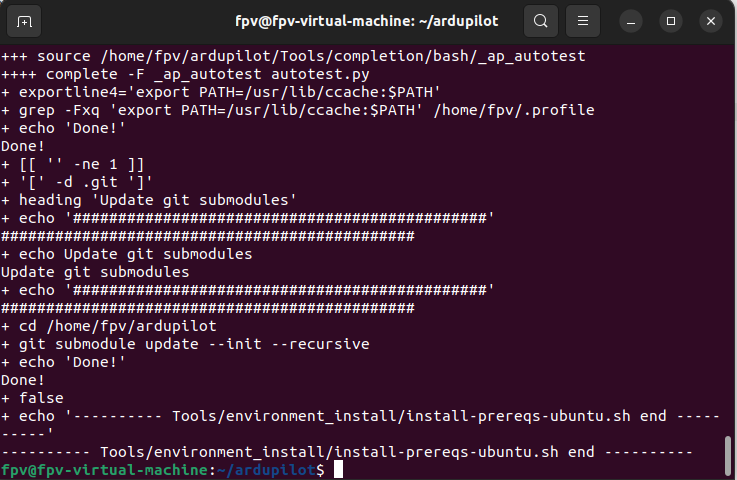 fpv@fpv-virtual-machine: ~/ardupilot
+++ source /home/fpv/ardupilot/Tools/completion/bash/_ap_autotest
++++ complete -F _ap_autotest autotest.py
+ exportline4='export PATH=/usr/lib/ccache:$PATH'
+ grep -Fxq 'export PATH=/usr/lib/ccache:$PATH' /home/fpv/.profile
+ echo 'Done!'
Done!
+ [[ '' -ne 1 ]]
+ '[' -d .git ']'
+ heading 'Update git submodules'
+ echo '##############################################'
##############################################
+ echo Update git submodules
Update git submodules
+ echo '##############################################'
##############################################
+ cd /home/fpv/ardupilot
+ git submodule update --init --recursive
+ echo 'Done!'
Done!
+ false
+ echo '---------- Tools/environment_install/install-prereqs-ubuntu.sh end -----
-----'
---------- Tools/environment_install/install-prereqs-ubuntu.sh end ----------
fpv@fpv-virtual-machine:~/ardupilot$